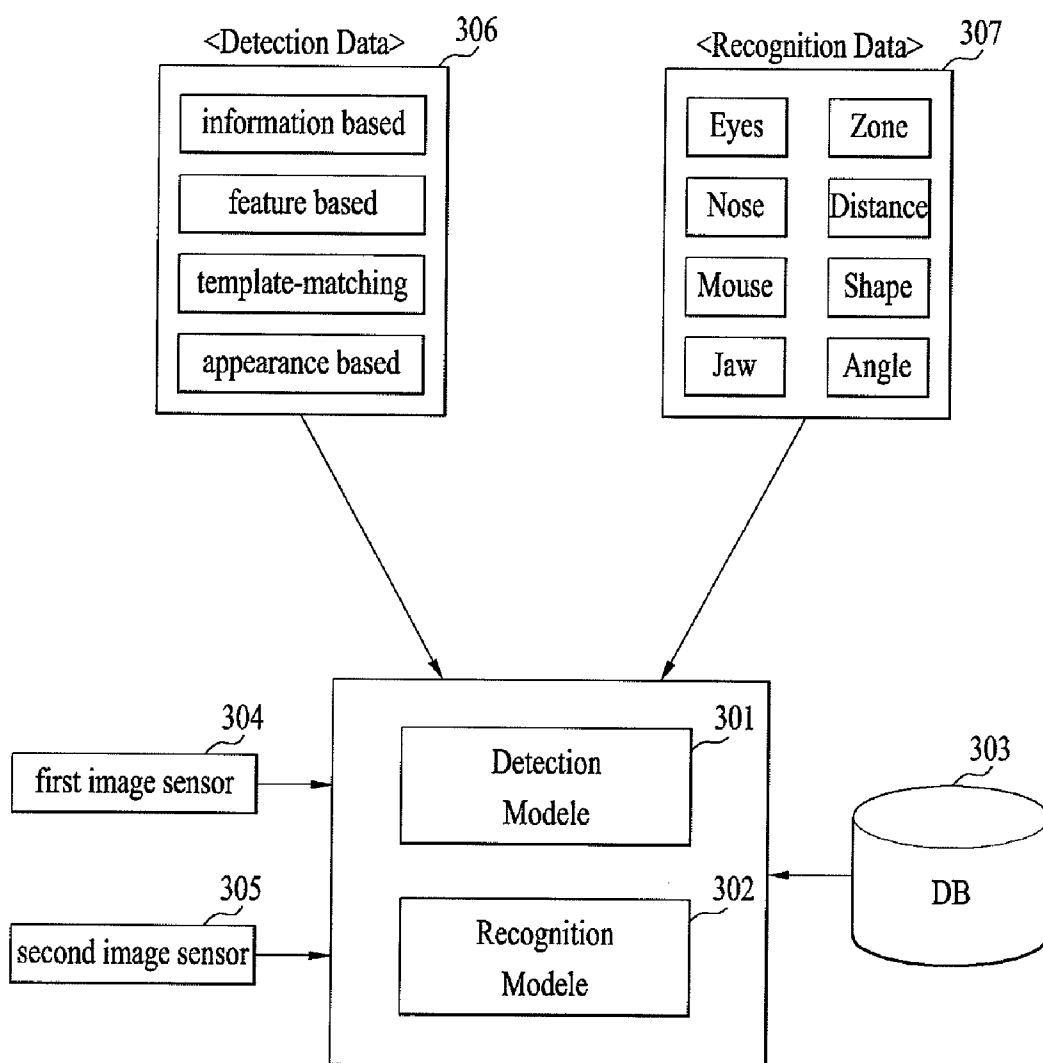 <Detection Data>
306
information based
feature based
template-matching
appearance based
<Recognition Data>
307
Eyes
Zone
Nose
Distance
Mouse
Shape
Jaw
Angle
304
first image sensor
305
second image sensor
301
Detection
Modele
302
Recognition
Modele
303
DB